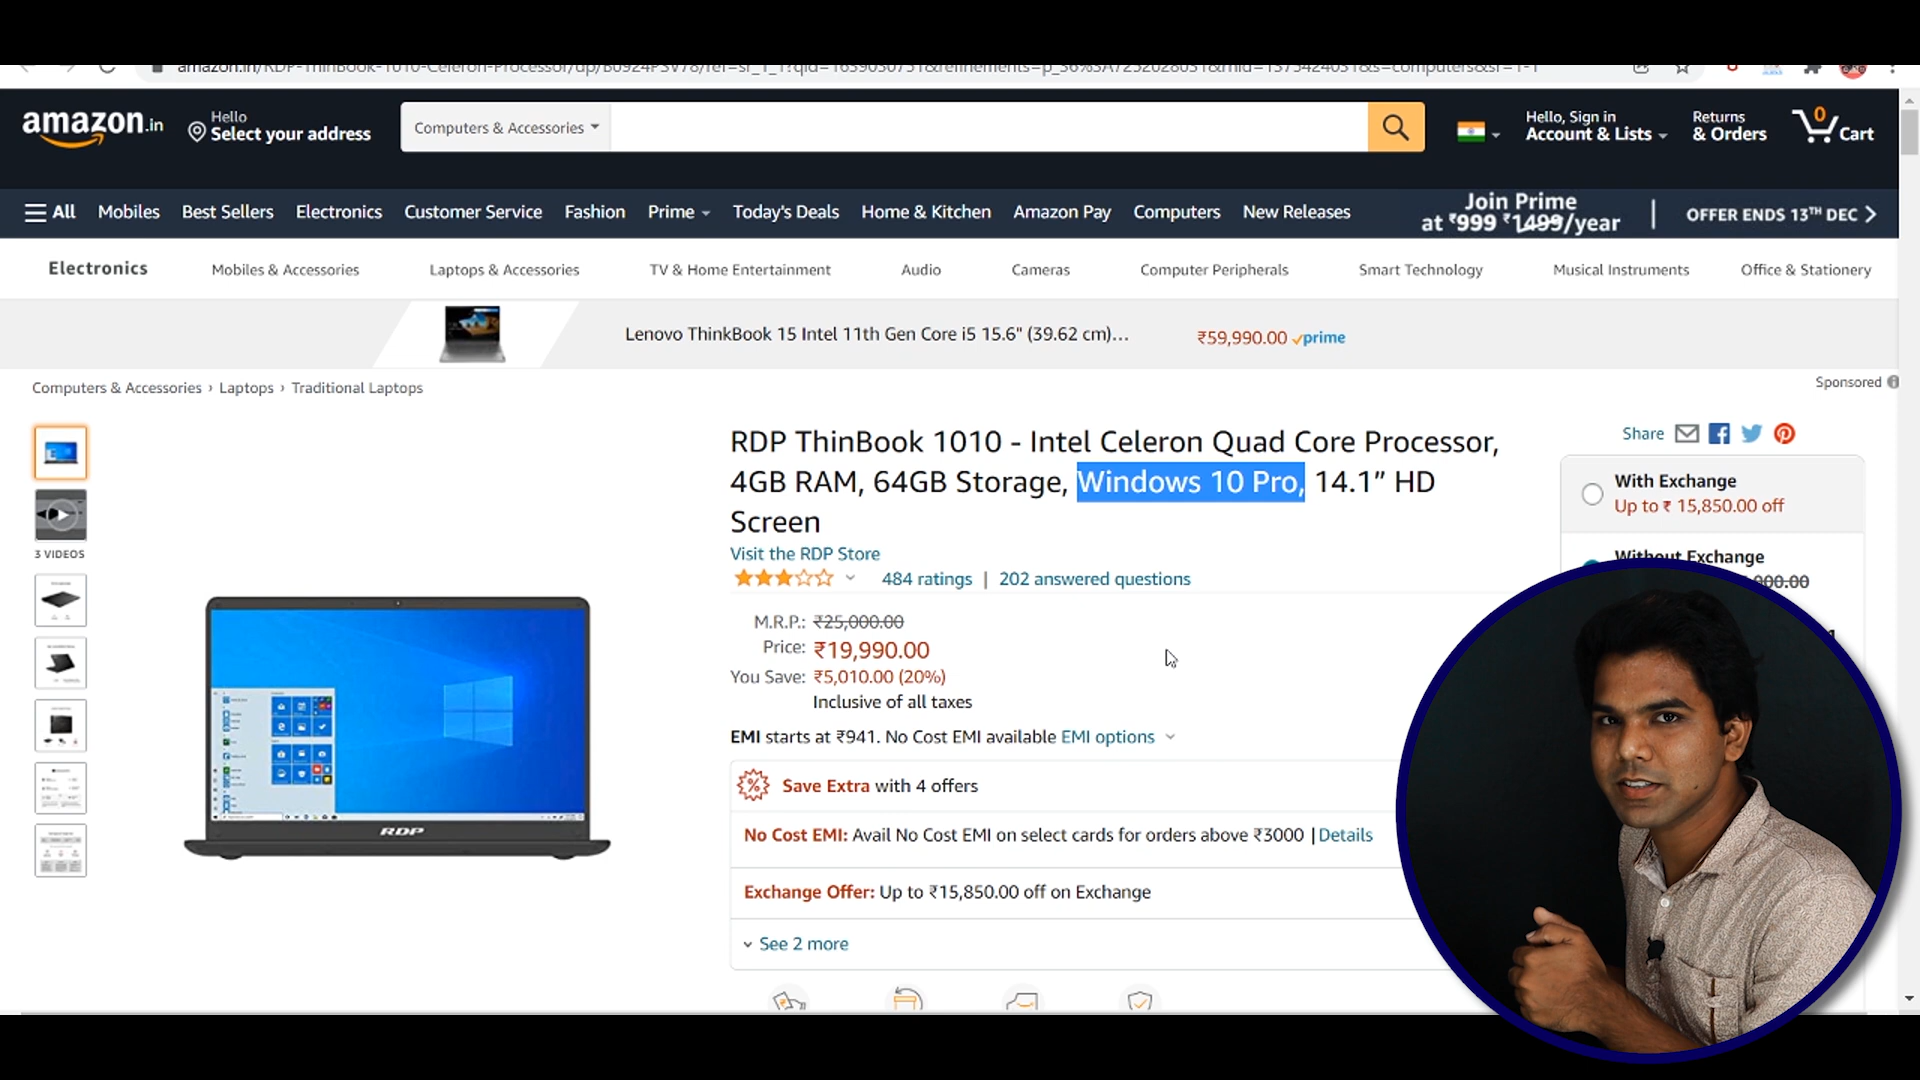 amazon.in
Hello
Select your address
Computers & Accessories
Hello, Sign in
Account & Lists
Returns
& Orders
0
Cart
All
Mobiles
Best Sellers
Electronics
Customer Service
Fashion
Prime
Today's Deals
Home & Kitchen
Amazon Pay
Computers
New Releases
Join Prime
at ₹999 ₹1499/year
OFFER ENDS 13TH DEC
Electronics
Mobiles & Accessories
Laptops & Accessories
TV & Home Entertainment
Audio
Cameras
Computer Peripherals
Smart Technology
Musical Instruments
Office & Stationery
Lenovo ThinkBook 15 Intel 11th Gen Core i5 15.6" (39.62 cm)...
₹59,990.00 prime
Sponsored
Computers & Accessories › Laptops › Traditional Laptops
3 VIDEOS
RDP
RDP ThinBook 1010 - Intel Celeron Quad Core Processor,
4GB RAM, 64GB Storage, Windows 10 Pro, 14.1” HD
Screen
Visit the RDP Store
484 ratings | 202 answered questions
M.R.P.: ₹25,000.00
Price: ₹19,990.00
You Save: ₹5,010.00 (20%)
Inclusive of all taxes
EMI starts at ₹941. No Cost EMI available EMI options
Save Extra with 4 offers
No Cost EMI: Avail No Cost EMI on select cards for orders above ₹3000 | Details
Exchange Offer: Up to ₹15,850.00 off on Exchange
See 2 more
Share
With Exchange
Up to ₹ 15,850.00 off
Without Exchange